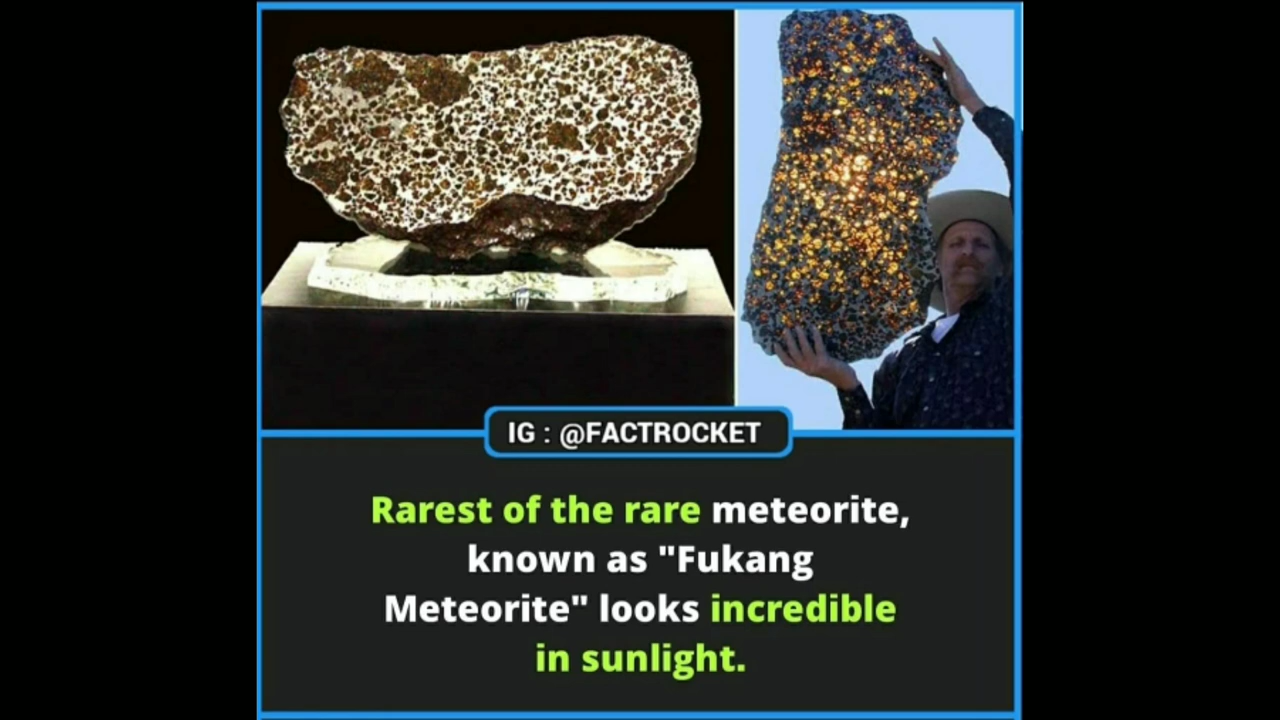 IG : @FACTROCKET
Rarest of the rare meteorite,
known as "Fukang
Meteorite" looks incredible
in sunlight.